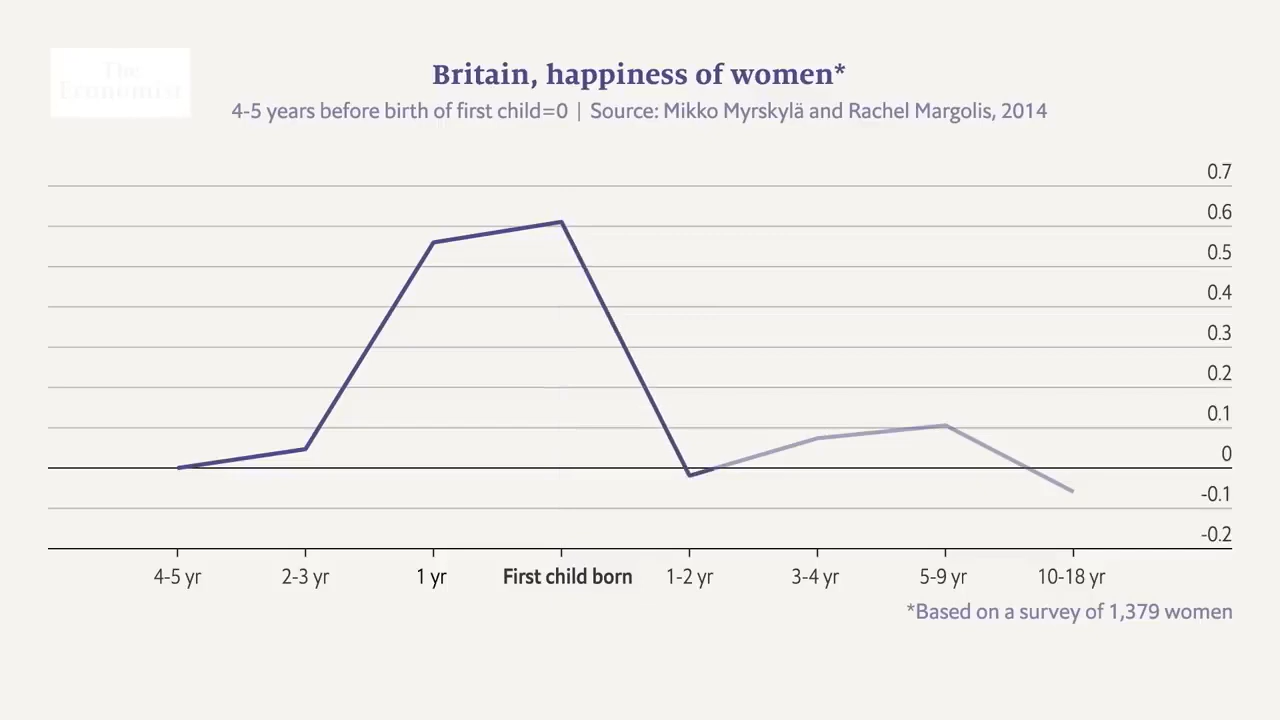 The
Economist
Britain, happiness of women*
4-5 years before birth of first child=0 | Source: Mikko Myrskylä and Rachel Margolis, 2014
0.7
0.6
0.5
0.4
0.3
0.2
0.1
0
-0.1
-0.2
4-5 yr 2-3 yr 1 yr First child born 1-2 yr 3-4 yr 5-9 yr 10-18 yr
*Based on a survey of 1,379 women